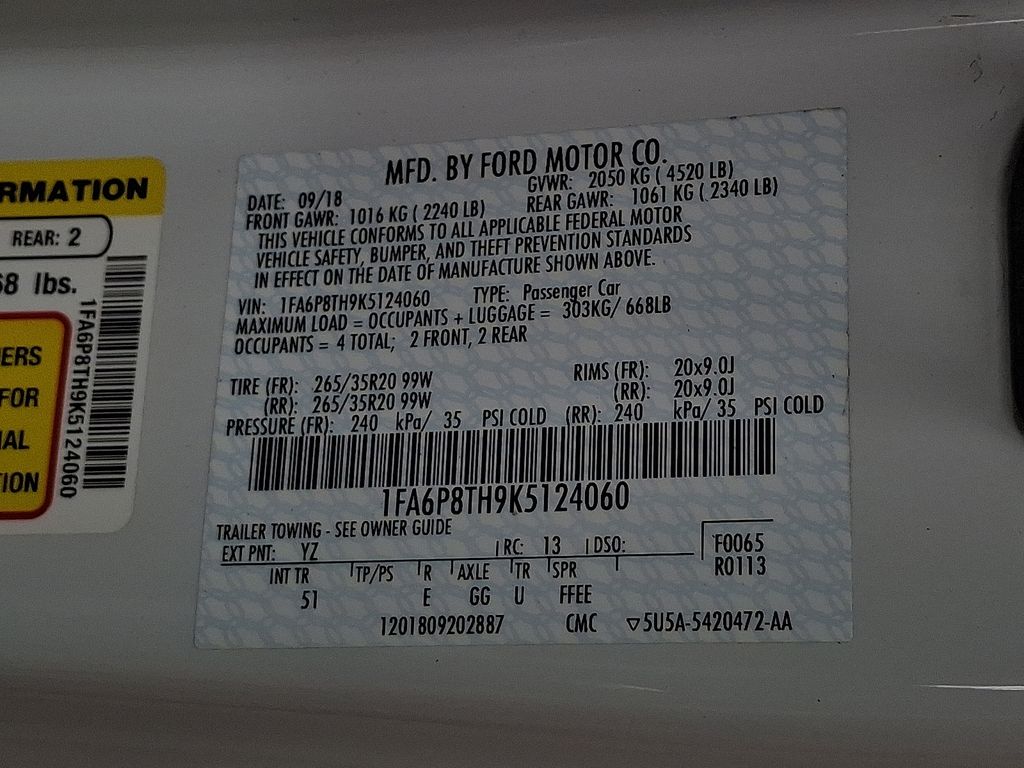 RMATION
REAR: 2
68 lbs.
ERS
FOR
IAL
ION
1FA6P8TH9K5124060
MFD. BY FORD MOTOR CO.
DATE: 09/18 GVWR: 2050 KG ( 4520 LB)
FRONT GAWR: 1016 KG ( 2240 LB) REAR GAWR: 1061 KG ( 2340 LB)
THIS VEHICLE CONFORMS TO ALL APPLICABLE FEDERAL MOTOR
VEHICLE SAFETY, BUMPER, AND THEFT PREVENTION STANDARDS
IN EFFECT ON THE DATE OF MANUFACTURE SHOWN ABOVE.
VIN: 1FA6P8TH9K5124060 TYPE: Passenger Car
MAXIMUM LOAD = OCCUPANTS + LUGGAGE = 303KG/ 668LB
OCCUPANTS = 4 TOTAL; 2 FRONT, 2 REAR
TIRE (FR): 265/35R20 99W RIMS (FR): 20x9.0J
(RR): 265/35R20 99W (RR): 20x9.0J
PRESSURE (FR): 240 kPa/ 35 PSI COLD (RR): 240 kPa/ 35 PSI COLD
1FA6P8TH9K5124060
TRAILER TOWING - SEE OWNER GUIDE
EXT PNT: YZ RC: 13 DSO: F0065
INT TR TP/PS R AXLE TR SPR R0113
51 E GG U FFEE
1201809202887 CMC ▽5U5A-5420472-AA